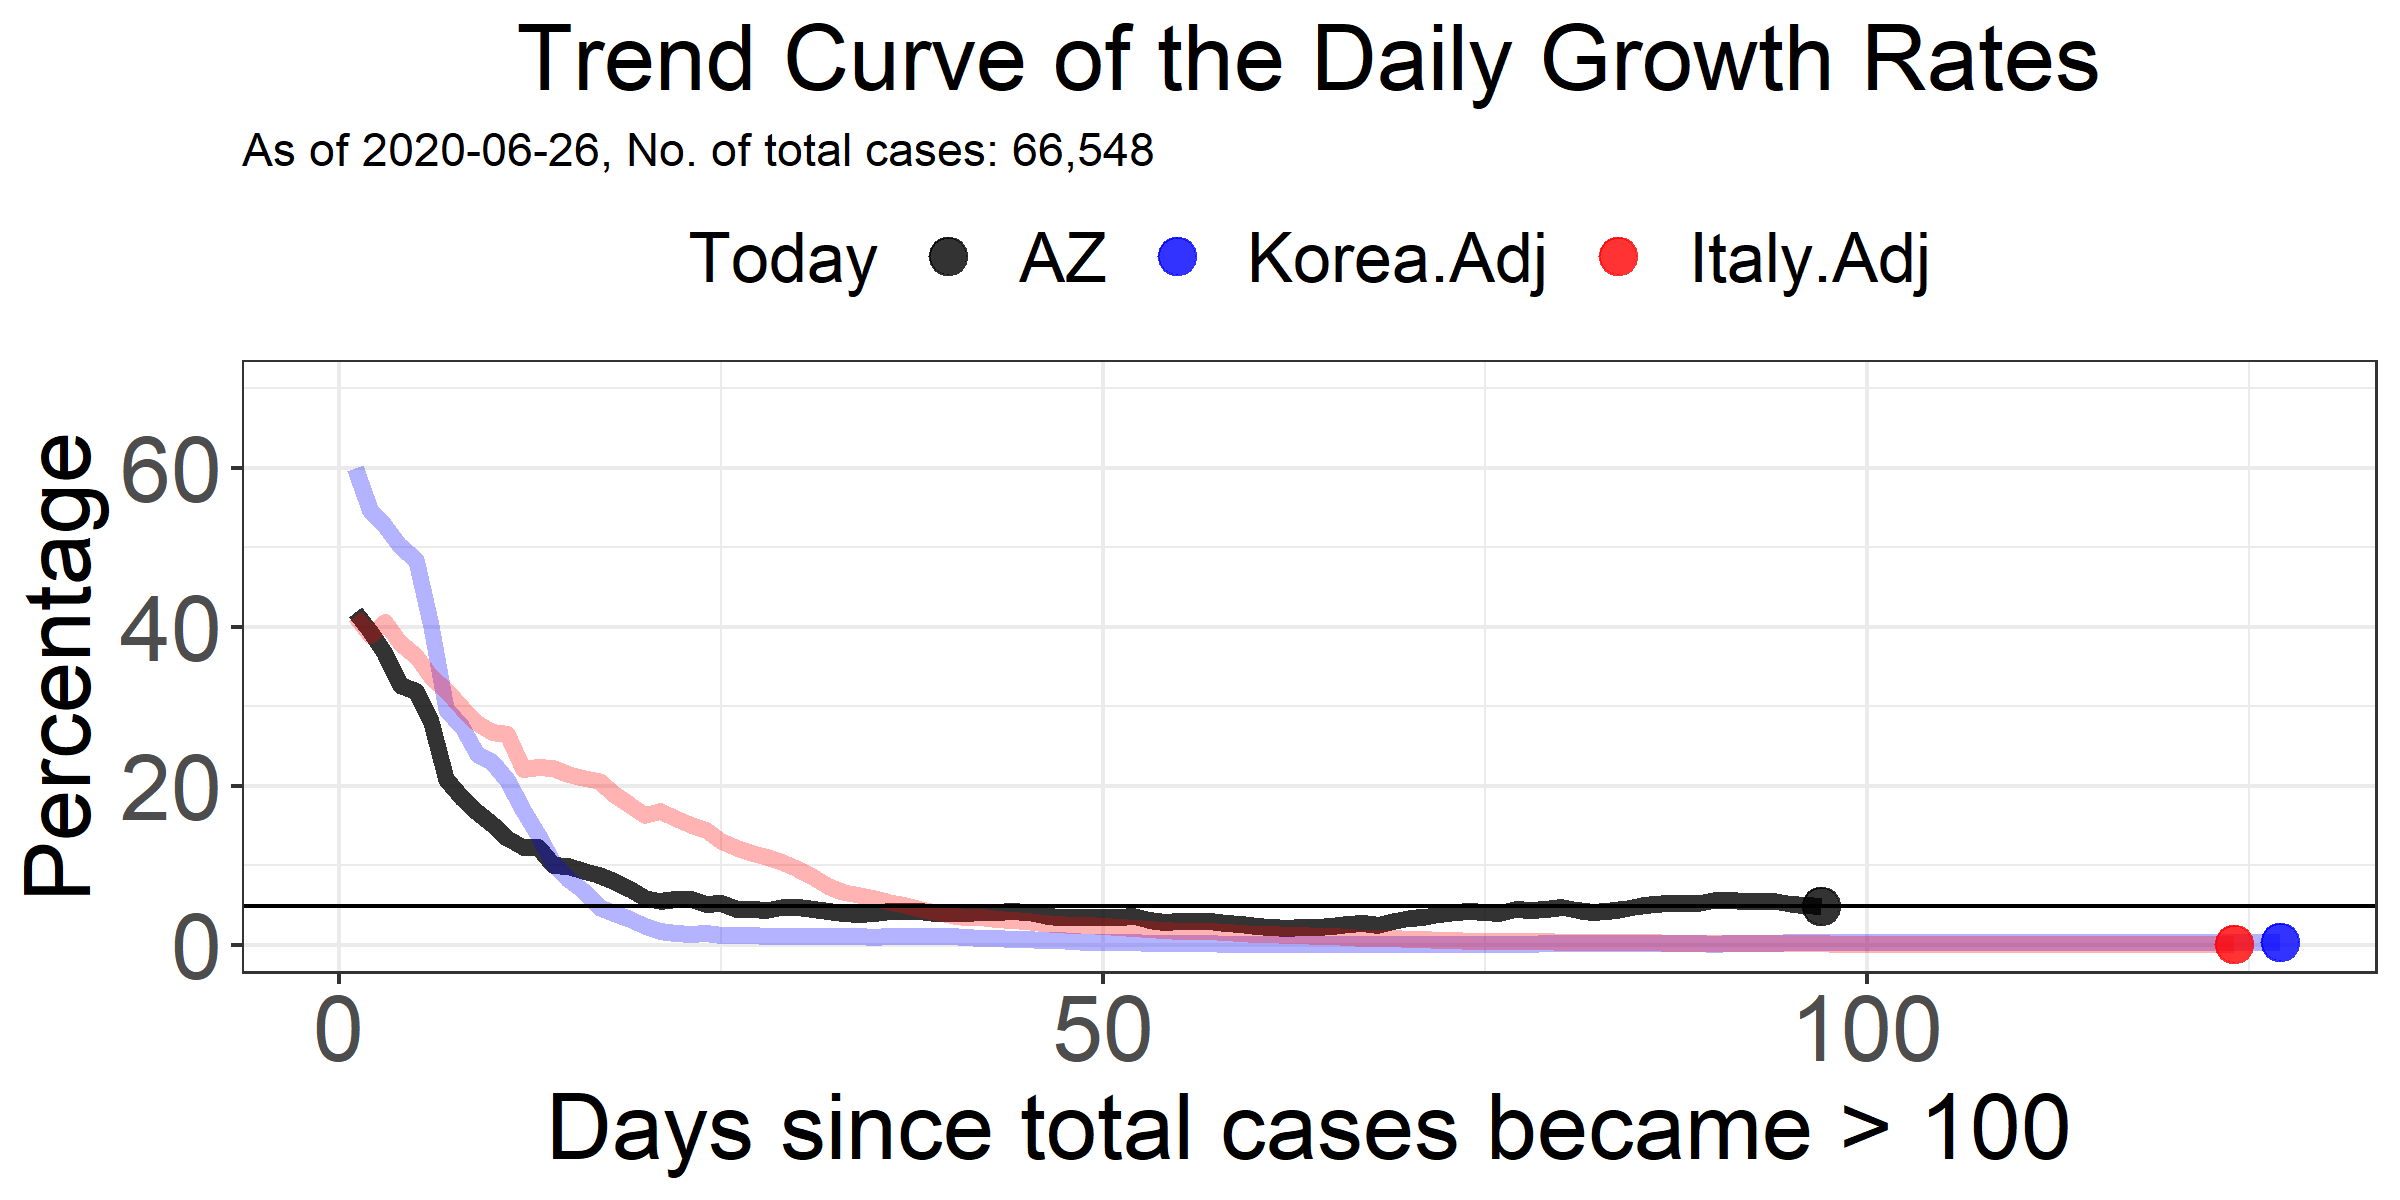 Trend Curve of the Daily Growth Rates
As of 2020-06-26, No. of total cases: 66,548
Today AZ Korea.Adj Italy.Adj
Percentage
60
40
20
0
0 50 100
Days since total cases became > 100